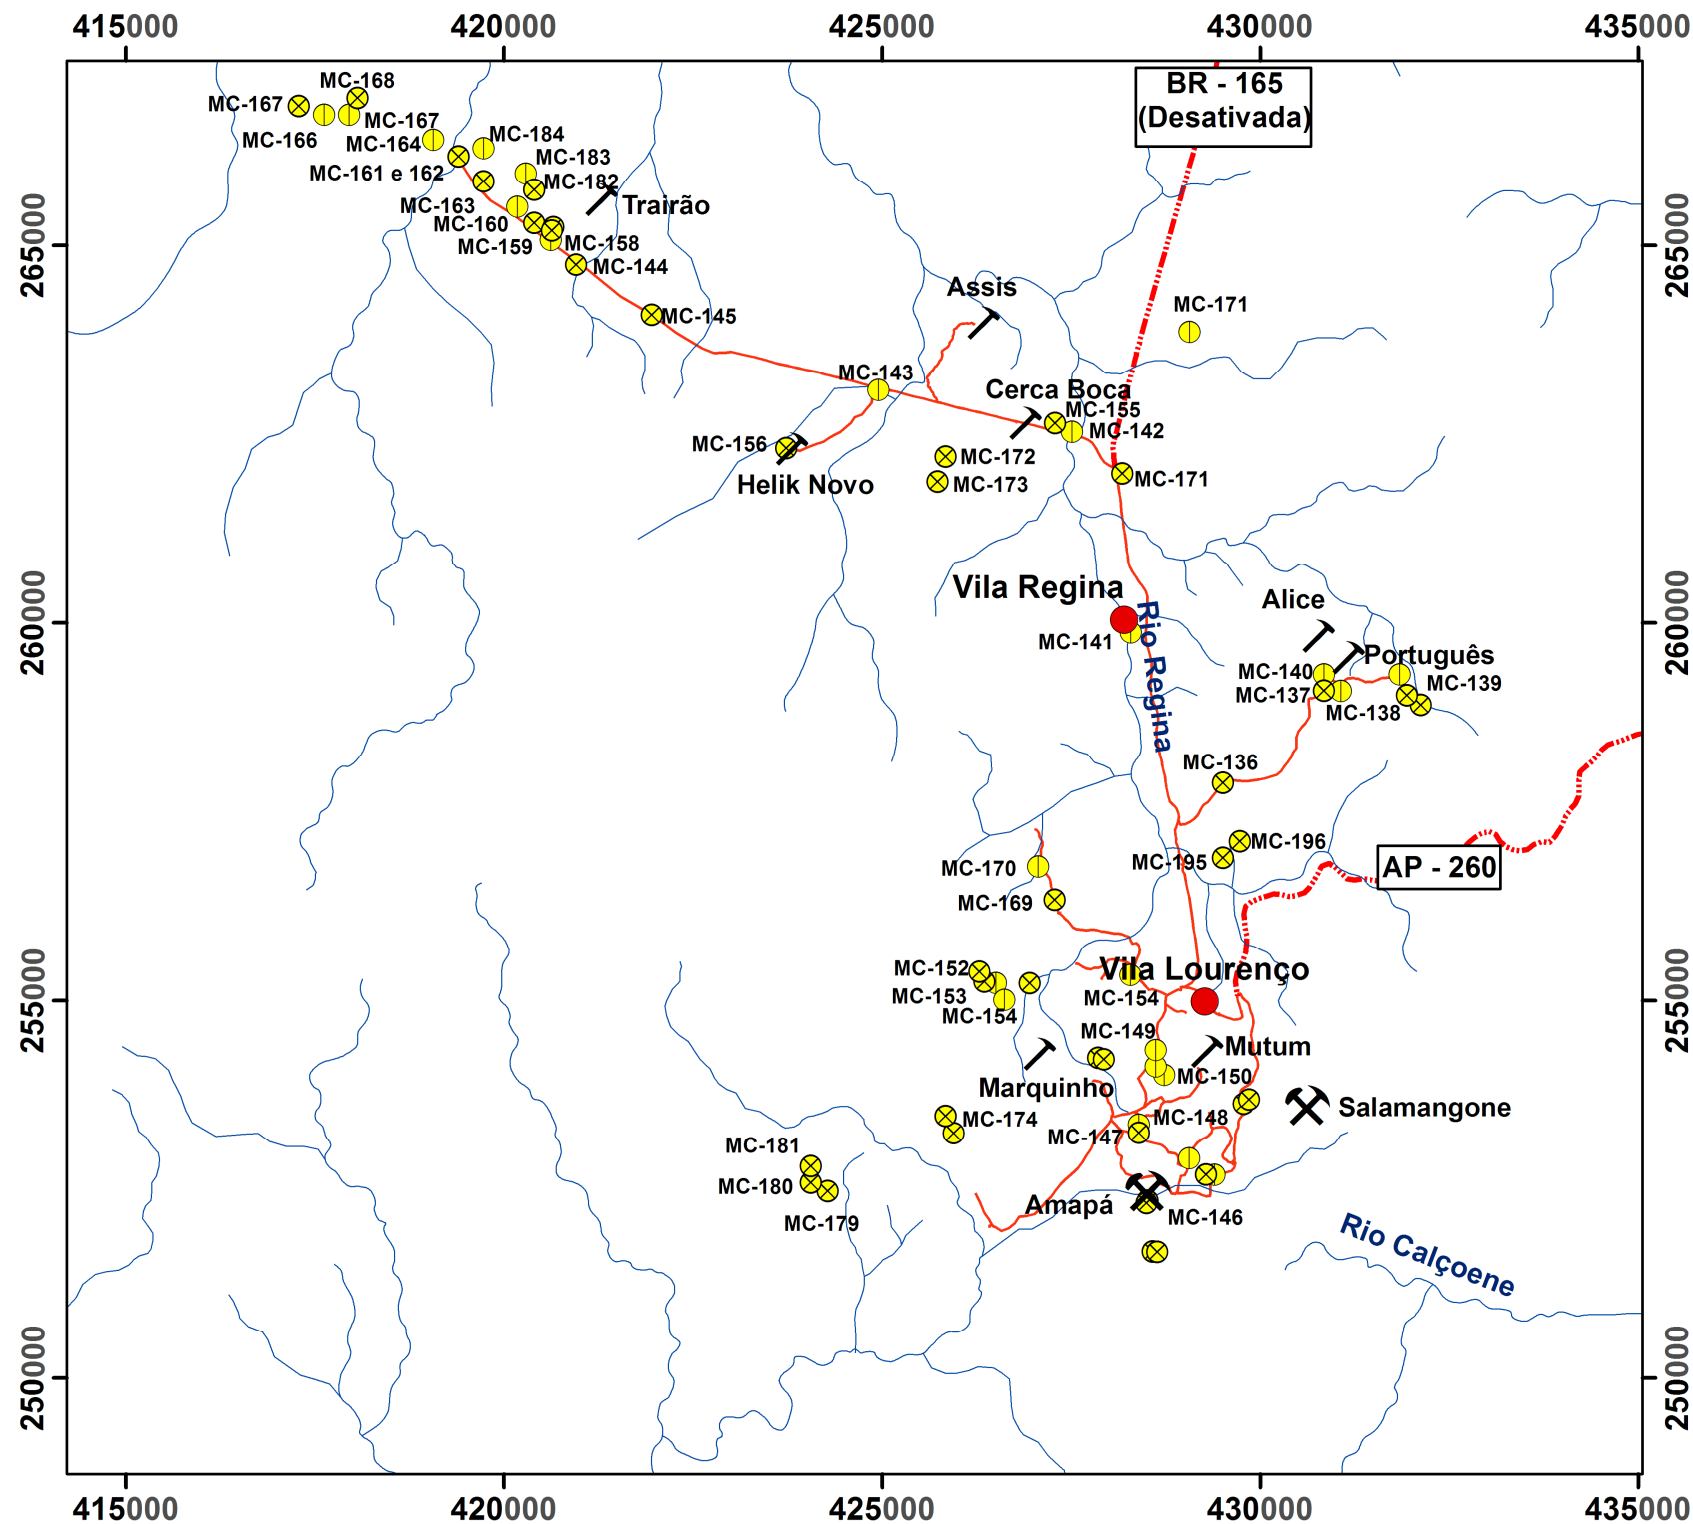 415000 420000 425000 430000 435000
BR - 165
(Desativada)
MC-168
MC-167
MC-167
MC-166
MC-164
MC-184
MC-183
MC-161 e 162
MC-182
MC-163
Trairão
MC-160
MC-159
MC-158
MC-144
265000
265000
Assis
MC-171
MC-145
MC-143
Cerca Boca
MC-155
MC-142
MC-156
MC-172
MC-171
Helik Novo
MC-173
Vila Regina
Alice
260000
260000
MC-141
Rio Regina
Português
MC-140
MC-137
MC-139
MC-138
MC-136
MC-196
MC-195
AP - 260
MC-170
MC-169
MC-152
Vila Lourenço
MC-153
MC-154
MC-154
255000
255000
MC-149
Mutum
Marquinho
MC-150
Salamangone
MC-174
MC-148
MC-147
MC-181
MC-180
Amapá
MC-146
MC-179
Rio Calçoene
250000
250000
415000 420000 425000 430000 435000